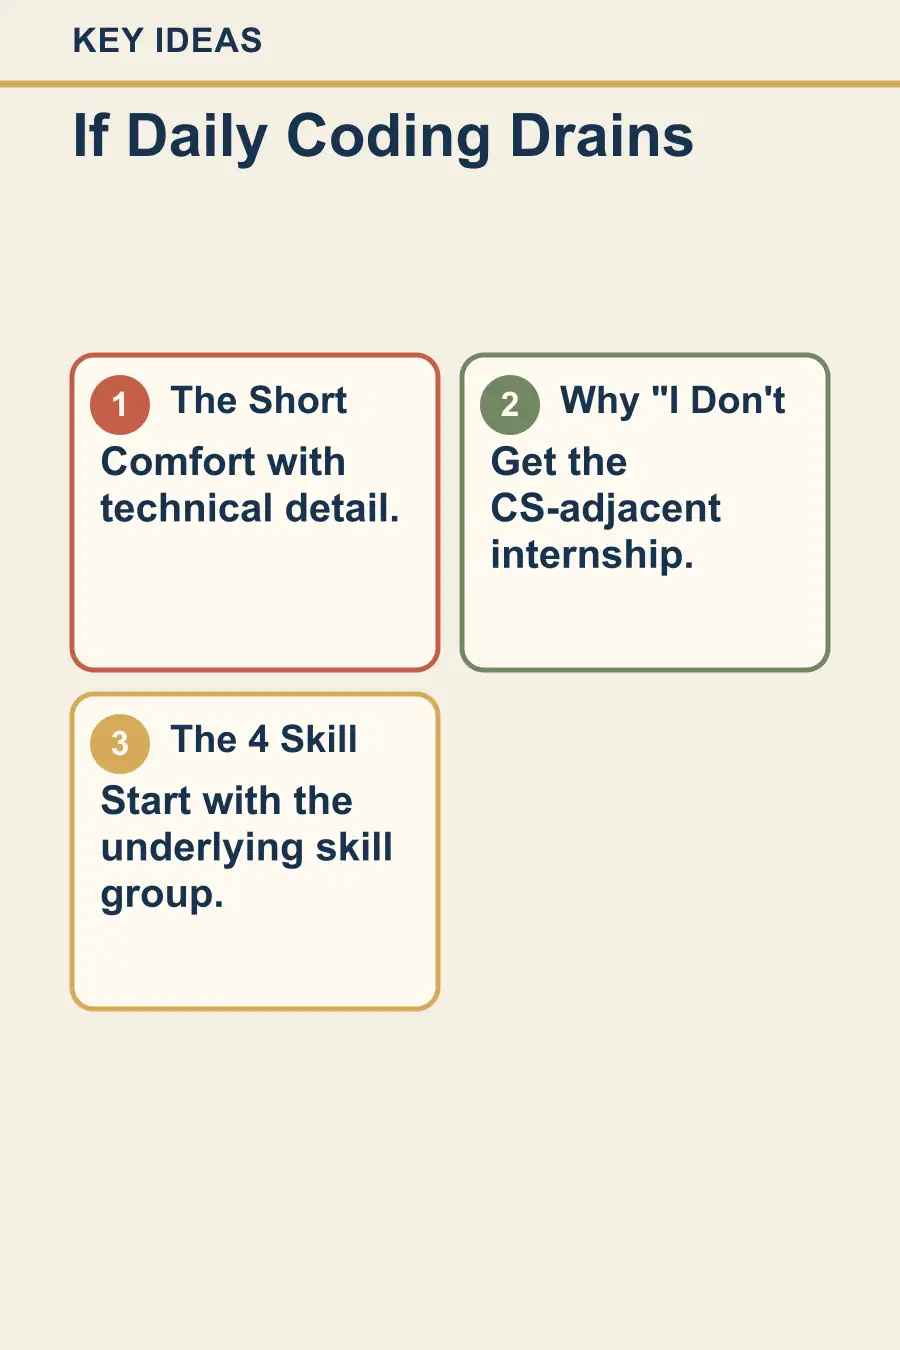 KEY IDEAS
If Daily Coding Drains
1 The Short
Comfort with
technical detail.
2 Why "I Don't
Get the
CS-adjacent
internship.
3 The 4 Skill
Start with the
underlying skill
group.